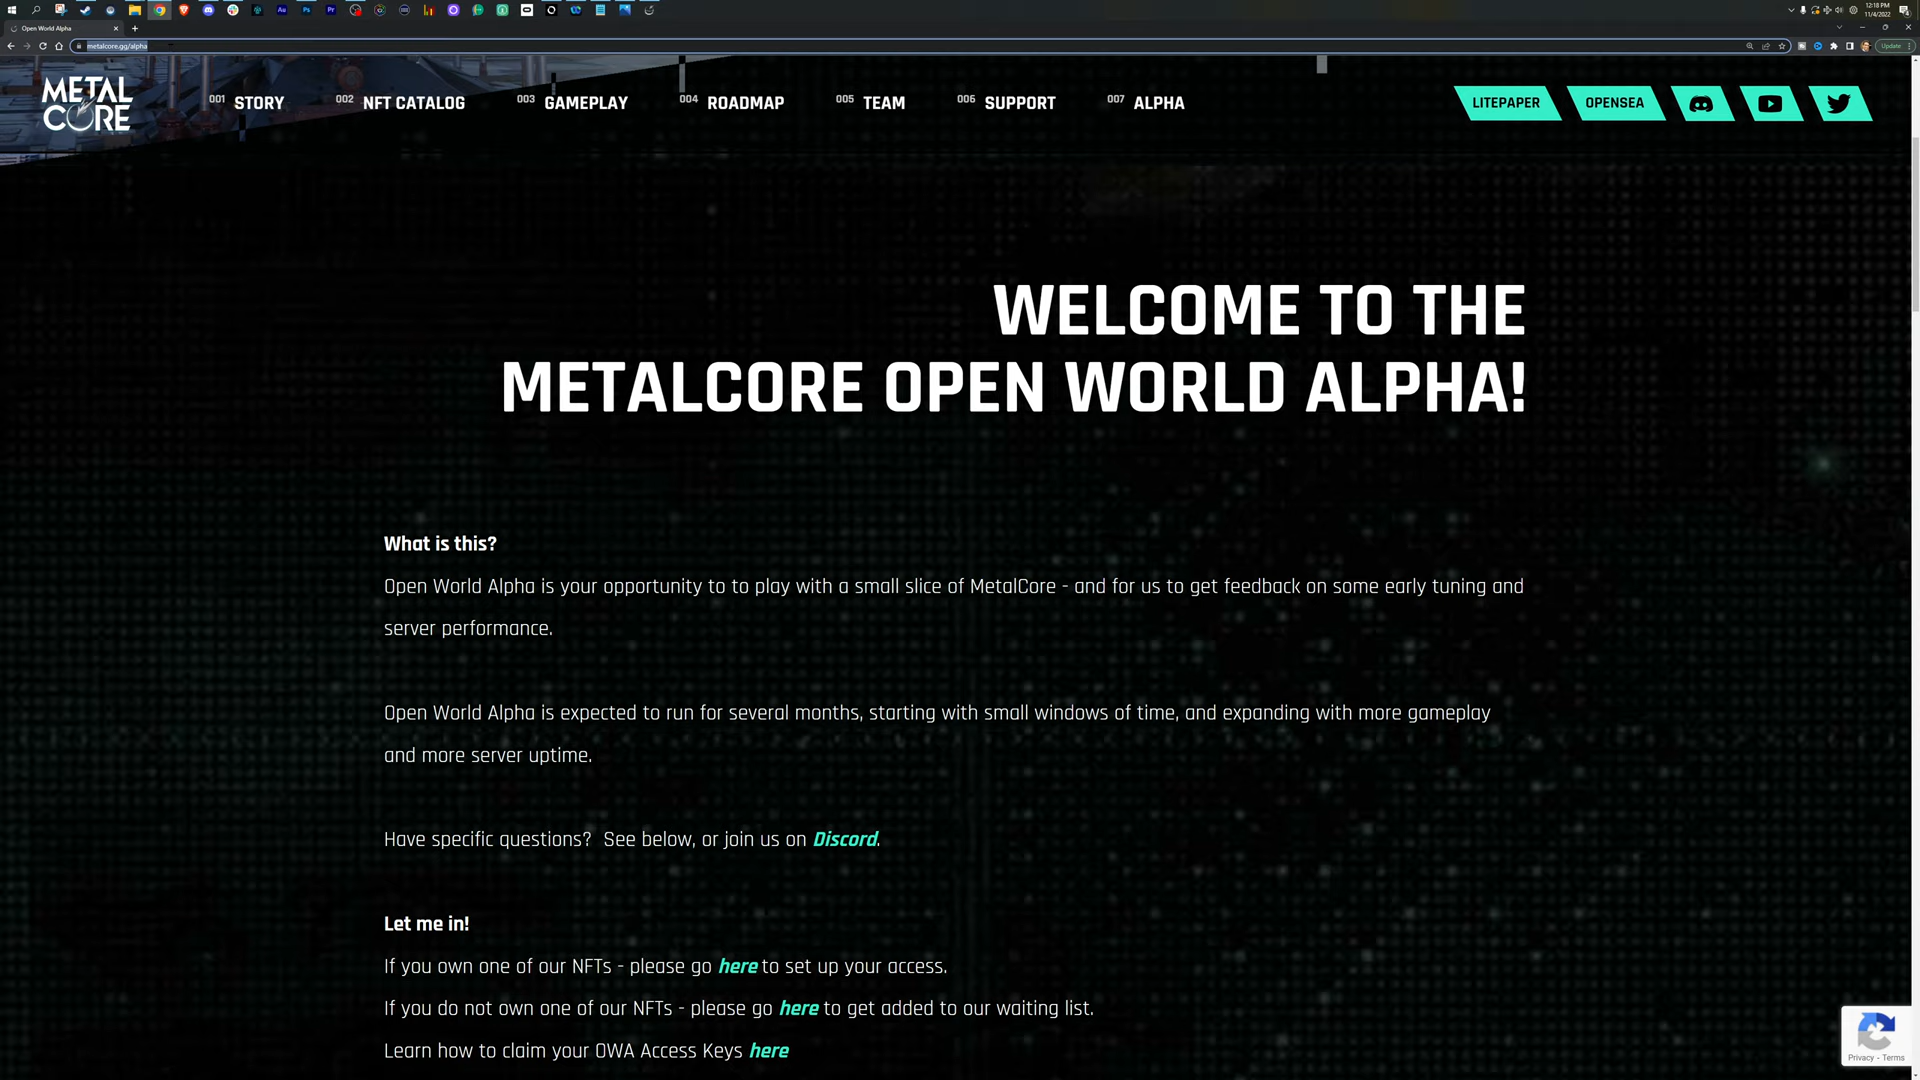 12:18 PM
11/4/2022
Open World Alpha
metalcore.gg/alpha
Update
METAL CORE
001 STORY
002 NFT CATALOG
003 GAMEPLAY
004 ROADMAP
005 TEAM
006 SUPPORT
007 ALPHA
LITEPAPER
OPENSEA
WELCOME TO THE
METALCORE OPEN WORLD ALPHA!
What is this?
Open World Alpha is your opportunity to to play with a small slice of MetalCore - and for us to get feedback on some early tuning and
server performance.
Open World Alpha is expected to run for several months, starting with small windows of time, and expanding with more gameplay
and more server uptime.
Have specific questions? See below, or join us on Discord.
Let me in!
If you own one of our NFTs - please go here to set up your access.
If you do not own one of our NFTs - please go here to get added to our waiting list.
Learn how to claim your OWA Access Keys here
Privacy - Terms